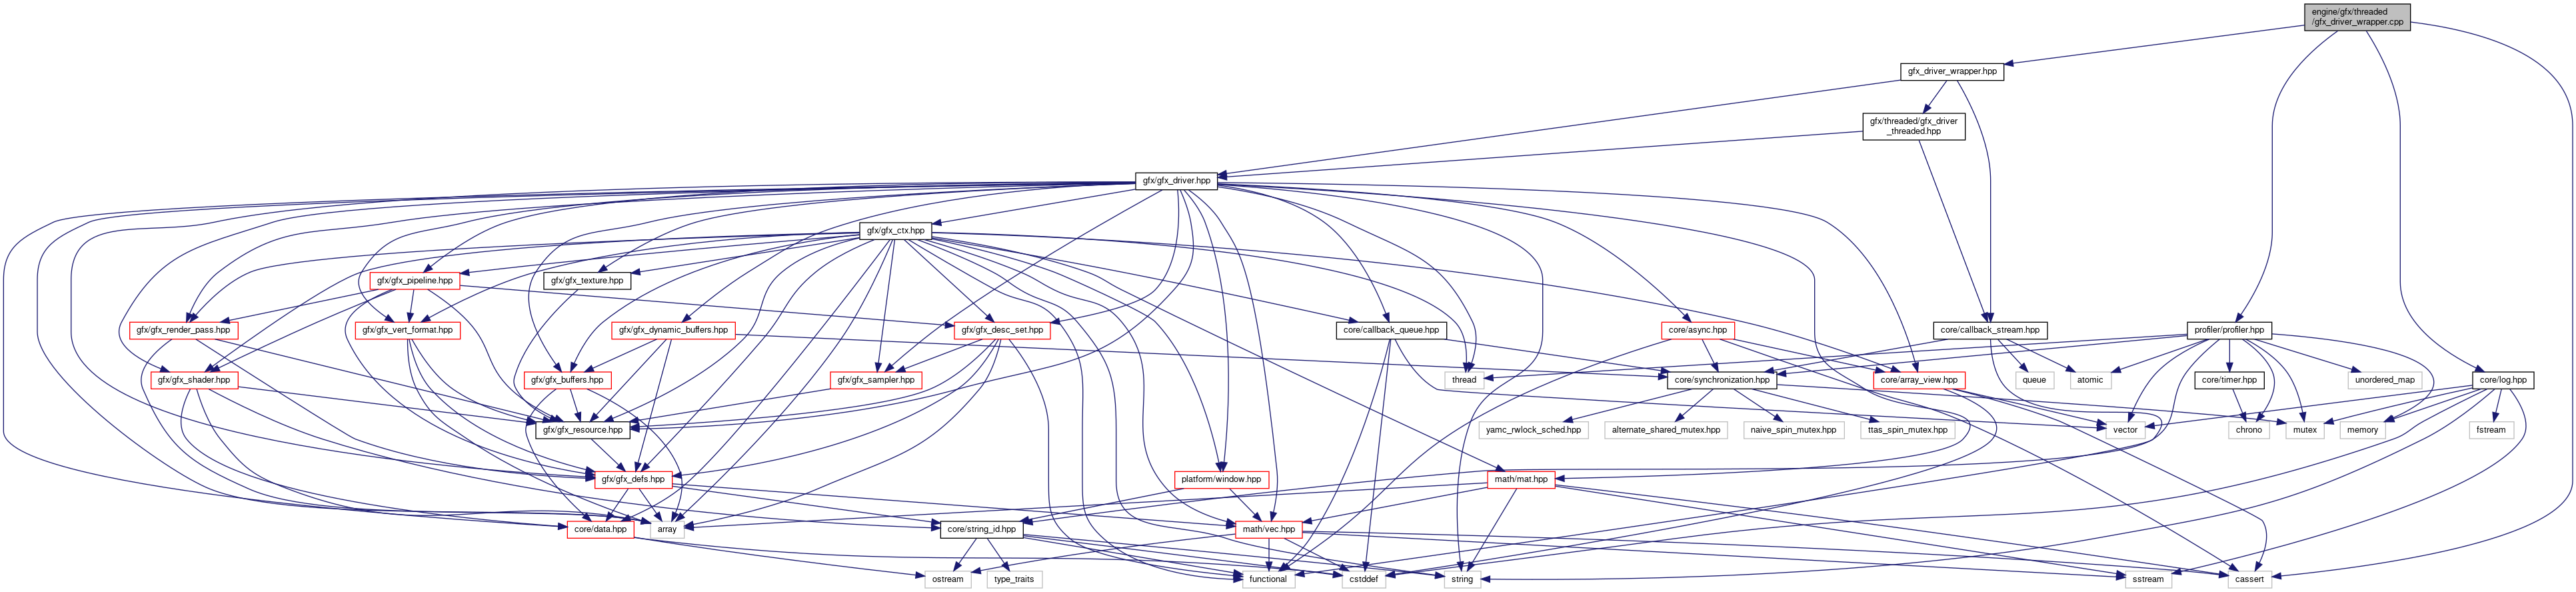 engine/gfx/threaded
/gfx_driver_wrapper.cpp
gfx_driver_wrapper.hpp
gfx/threaded/gfx_driver
_threaded.hpp
gfx/gfx_driver.hpp
gfx/gfx_ctx.hpp
gfx/gfx_pipeline.hpp
gfx/gfx_texture.hpp
gfx/gfx_render_pass.hpp
gfx/gfx_vert_format.hpp
gfx/gfx_dynamic_buffers.hpp
gfx/gfx_desc_set.hpp
core/callback_queue.hpp
core/async.hpp
core/callback_stream.hpp
profiler/profiler.hpp
gfx/gfx_shader.hpp
gfx/gfx_buffers.hpp
gfx/gfx_sampler.hpp
thread
core/synchronization.hpp
core/array_view.hpp
queue
atomic
core/timer.hpp
unordered_map
core/log.hpp
gfx/gfx_resource.hpp
yamc_rwlock_sched.hpp
alternate_shared_mutex.hpp
naive_spin_mutex.hpp
ttas_spin_mutex.hpp
vector
chrono
mutex
memory
fstream
gfx/gfx_defs.hpp
platform/window.hpp
math/mat.hpp
core/data.hpp
array
core/string_id.hpp
math/vec.hpp
ostream
type_traits
functional
cstddef
string
sstream
cassert